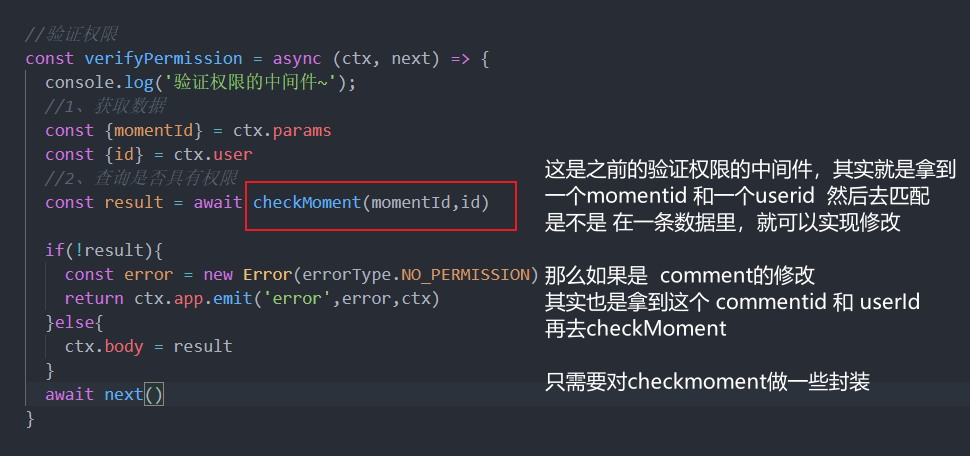 //验证权限
const verifyPermission = async (ctx, next) => {
console.log('验证权限的中间件~');
//1、获取数据
const {momentId} = ctx.params
const {id} = ctx.user
//2、查询是否具有权限
const result = await checkMoment(momentId,id)
if(!result){
const error = new Error(errorType.NO_PERMISSION)
return ctx.app.emit('error',error,ctx)
}else{
ctx.body = result
}
await next()
}
这是之前的验证权限的中间件，其实就是拿到
一个momentid 和一个userid 然后去匹配
是不是 在一条数据里，就可以实现修改
那么如果是 comment的修改
其实也是拿到这个 commentid 和 userId
再去checkMoment
只需要对checkmoment做一些封装